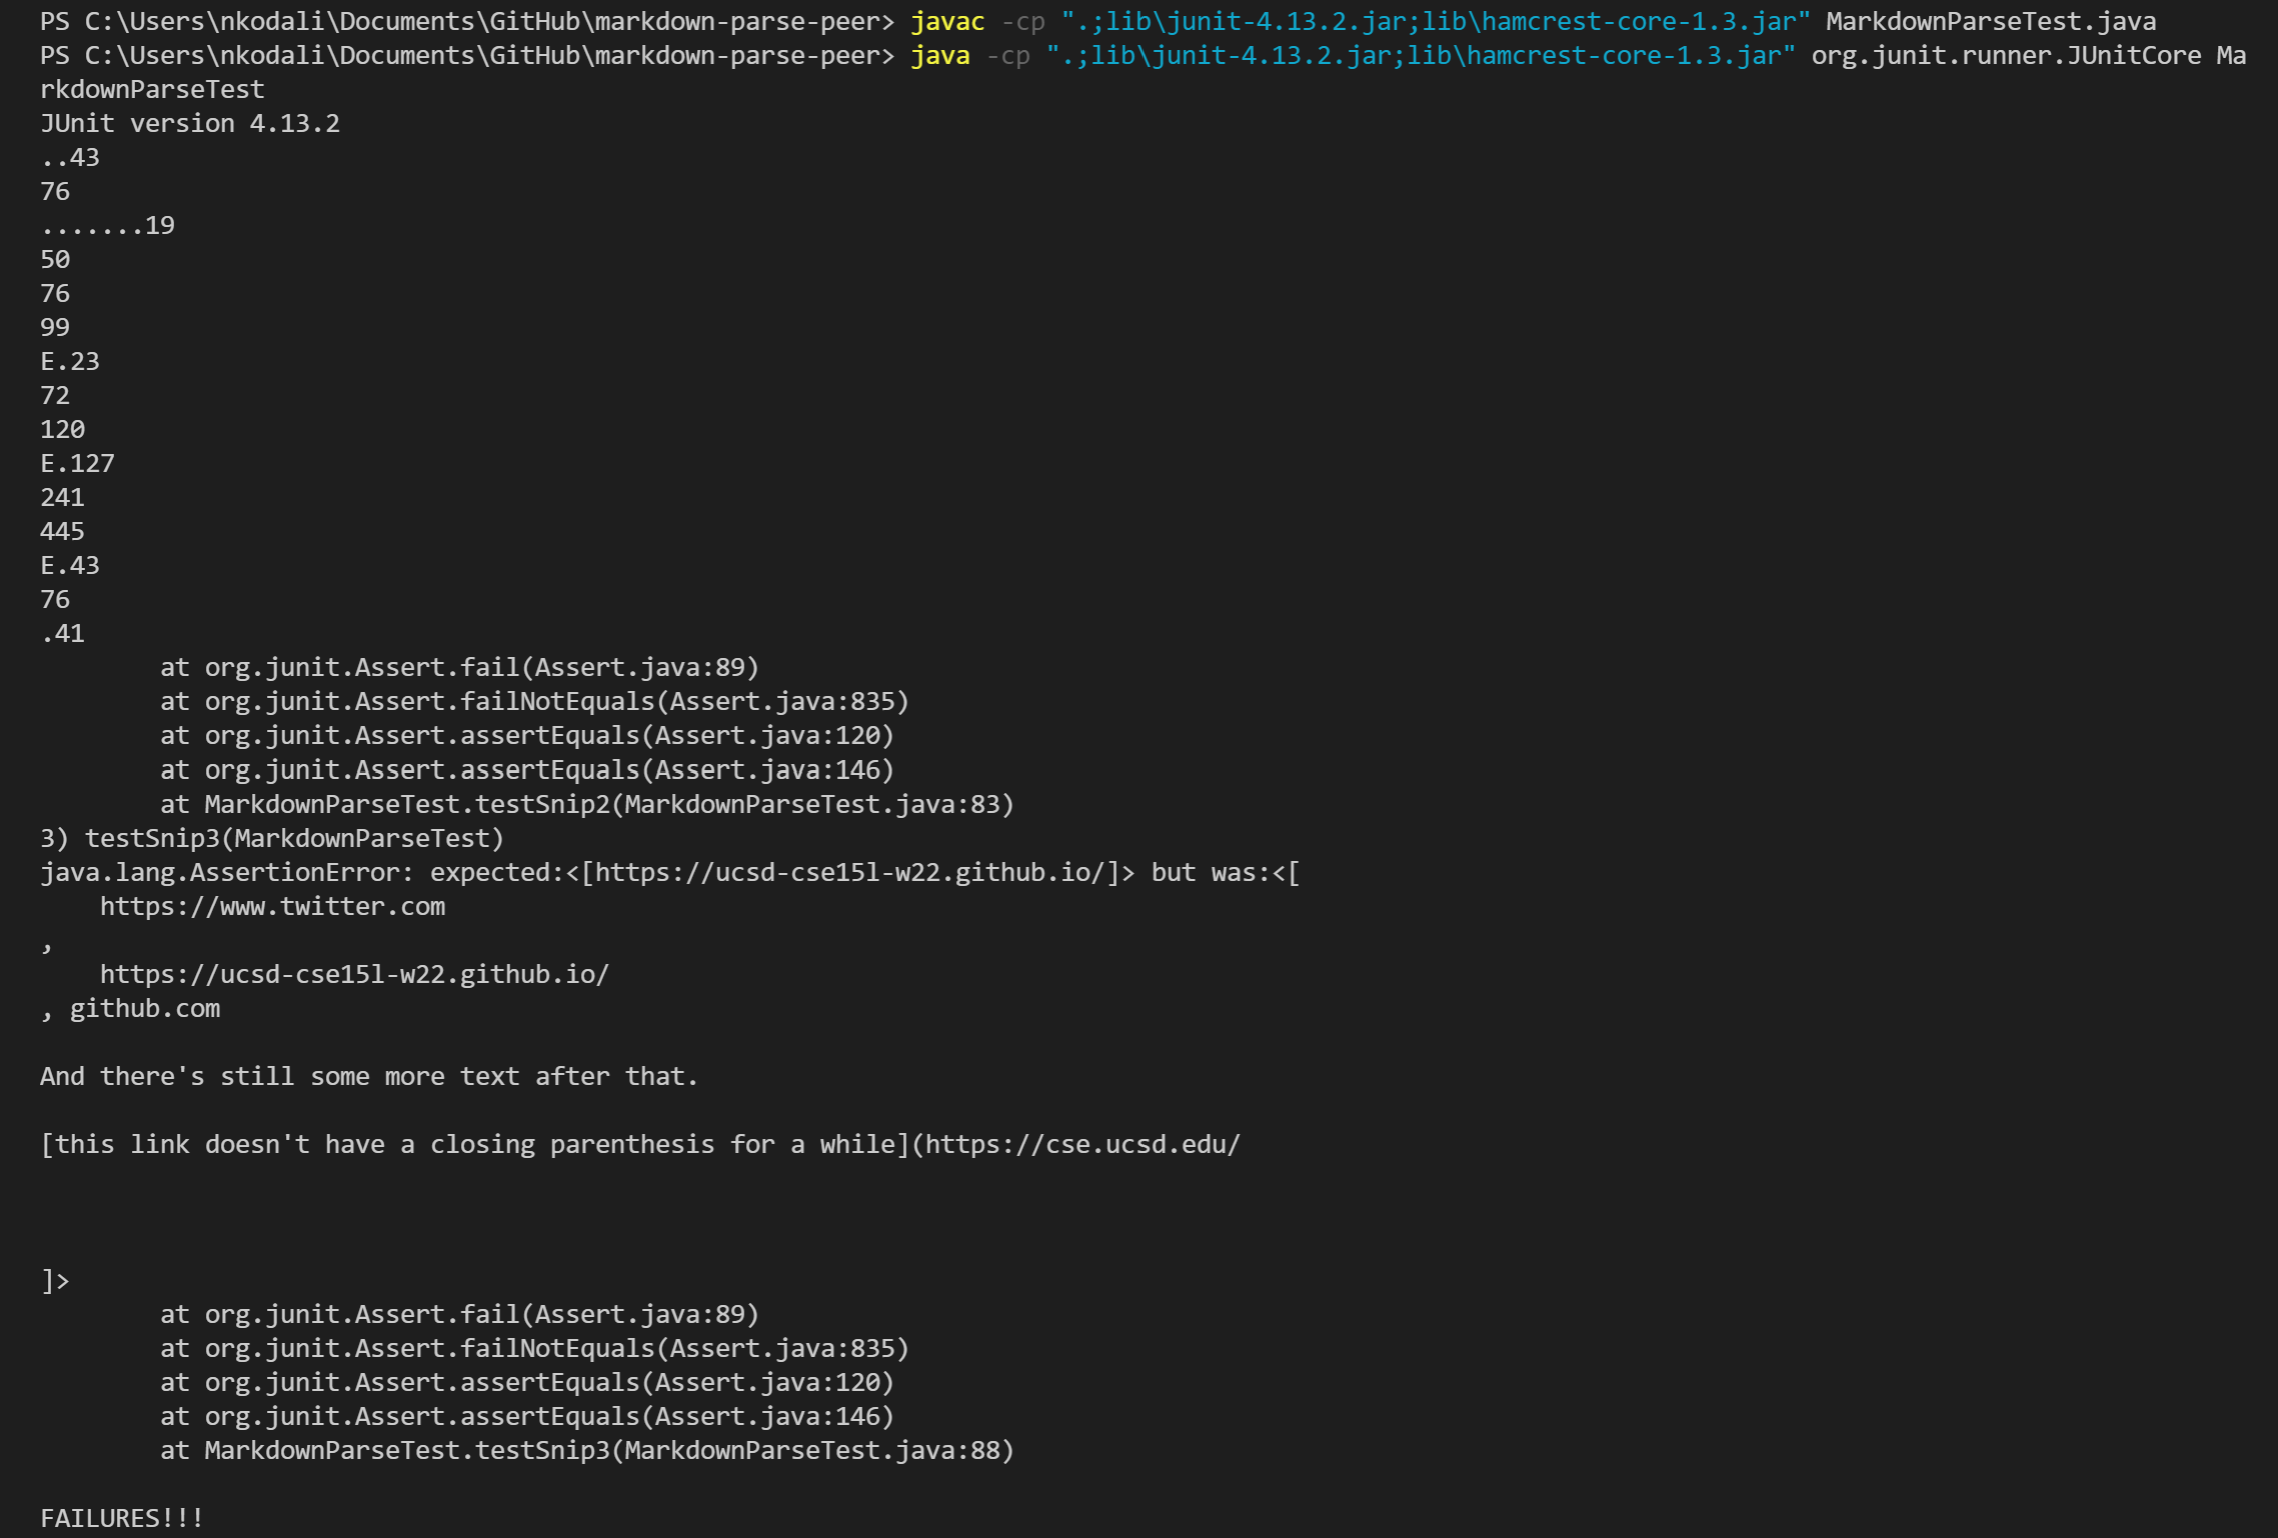 PS C:\Users\nkodali\Documents\GitHub\markdown-parse-peer> javac -cp ".;lib\junit-4.13.2.jar;lib\hamcrest-core-1.3.jar" MarkdownParseTest.java
PS C:\Users\nkodali\Documents\GitHub\markdown-parse-peer> java -cp ".;lib\junit-4.13.2.jar;lib\hamcrest-core-1.3.jar" org.junit.runner.JUnitCore Ma
rkdownParseTest
JUnit version 4.13.2
..43
76
.......19
50
76
99
E.23
72
120
E.127
241
445
E.43
76
.41
        at org.junit.Assert.fail(Assert.java:89)
        at org.junit.Assert.failNotEquals(Assert.java:835)
        at org.junit.Assert.assertEquals(Assert.java:120)
        at org.junit.Assert.assertEquals(Assert.java:146)
        at MarkdownParseTest.testSnip2(MarkdownParseTest.java:83)
3) testSnip3(MarkdownParseTest)
java.lang.AssertionError: expected:<[https://ucsd-cse15l-w22.github.io/]> but was:<[
    https://www.twitter.com
,
    https://ucsd-cse15l-w22.github.io/
, github.com

And there's still some more text after that.

[this link doesn't have a closing parenthesis for a while](https://cse.ucsd.edu/



]>
        at org.junit.Assert.fail(Assert.java:89)
        at org.junit.Assert.failNotEquals(Assert.java:835)
        at org.junit.Assert.assertEquals(Assert.java:120)
        at org.junit.Assert.assertEquals(Assert.java:146)
        at MarkdownParseTest.testSnip3(MarkdownParseTest.java:88)

FAILURES!!!